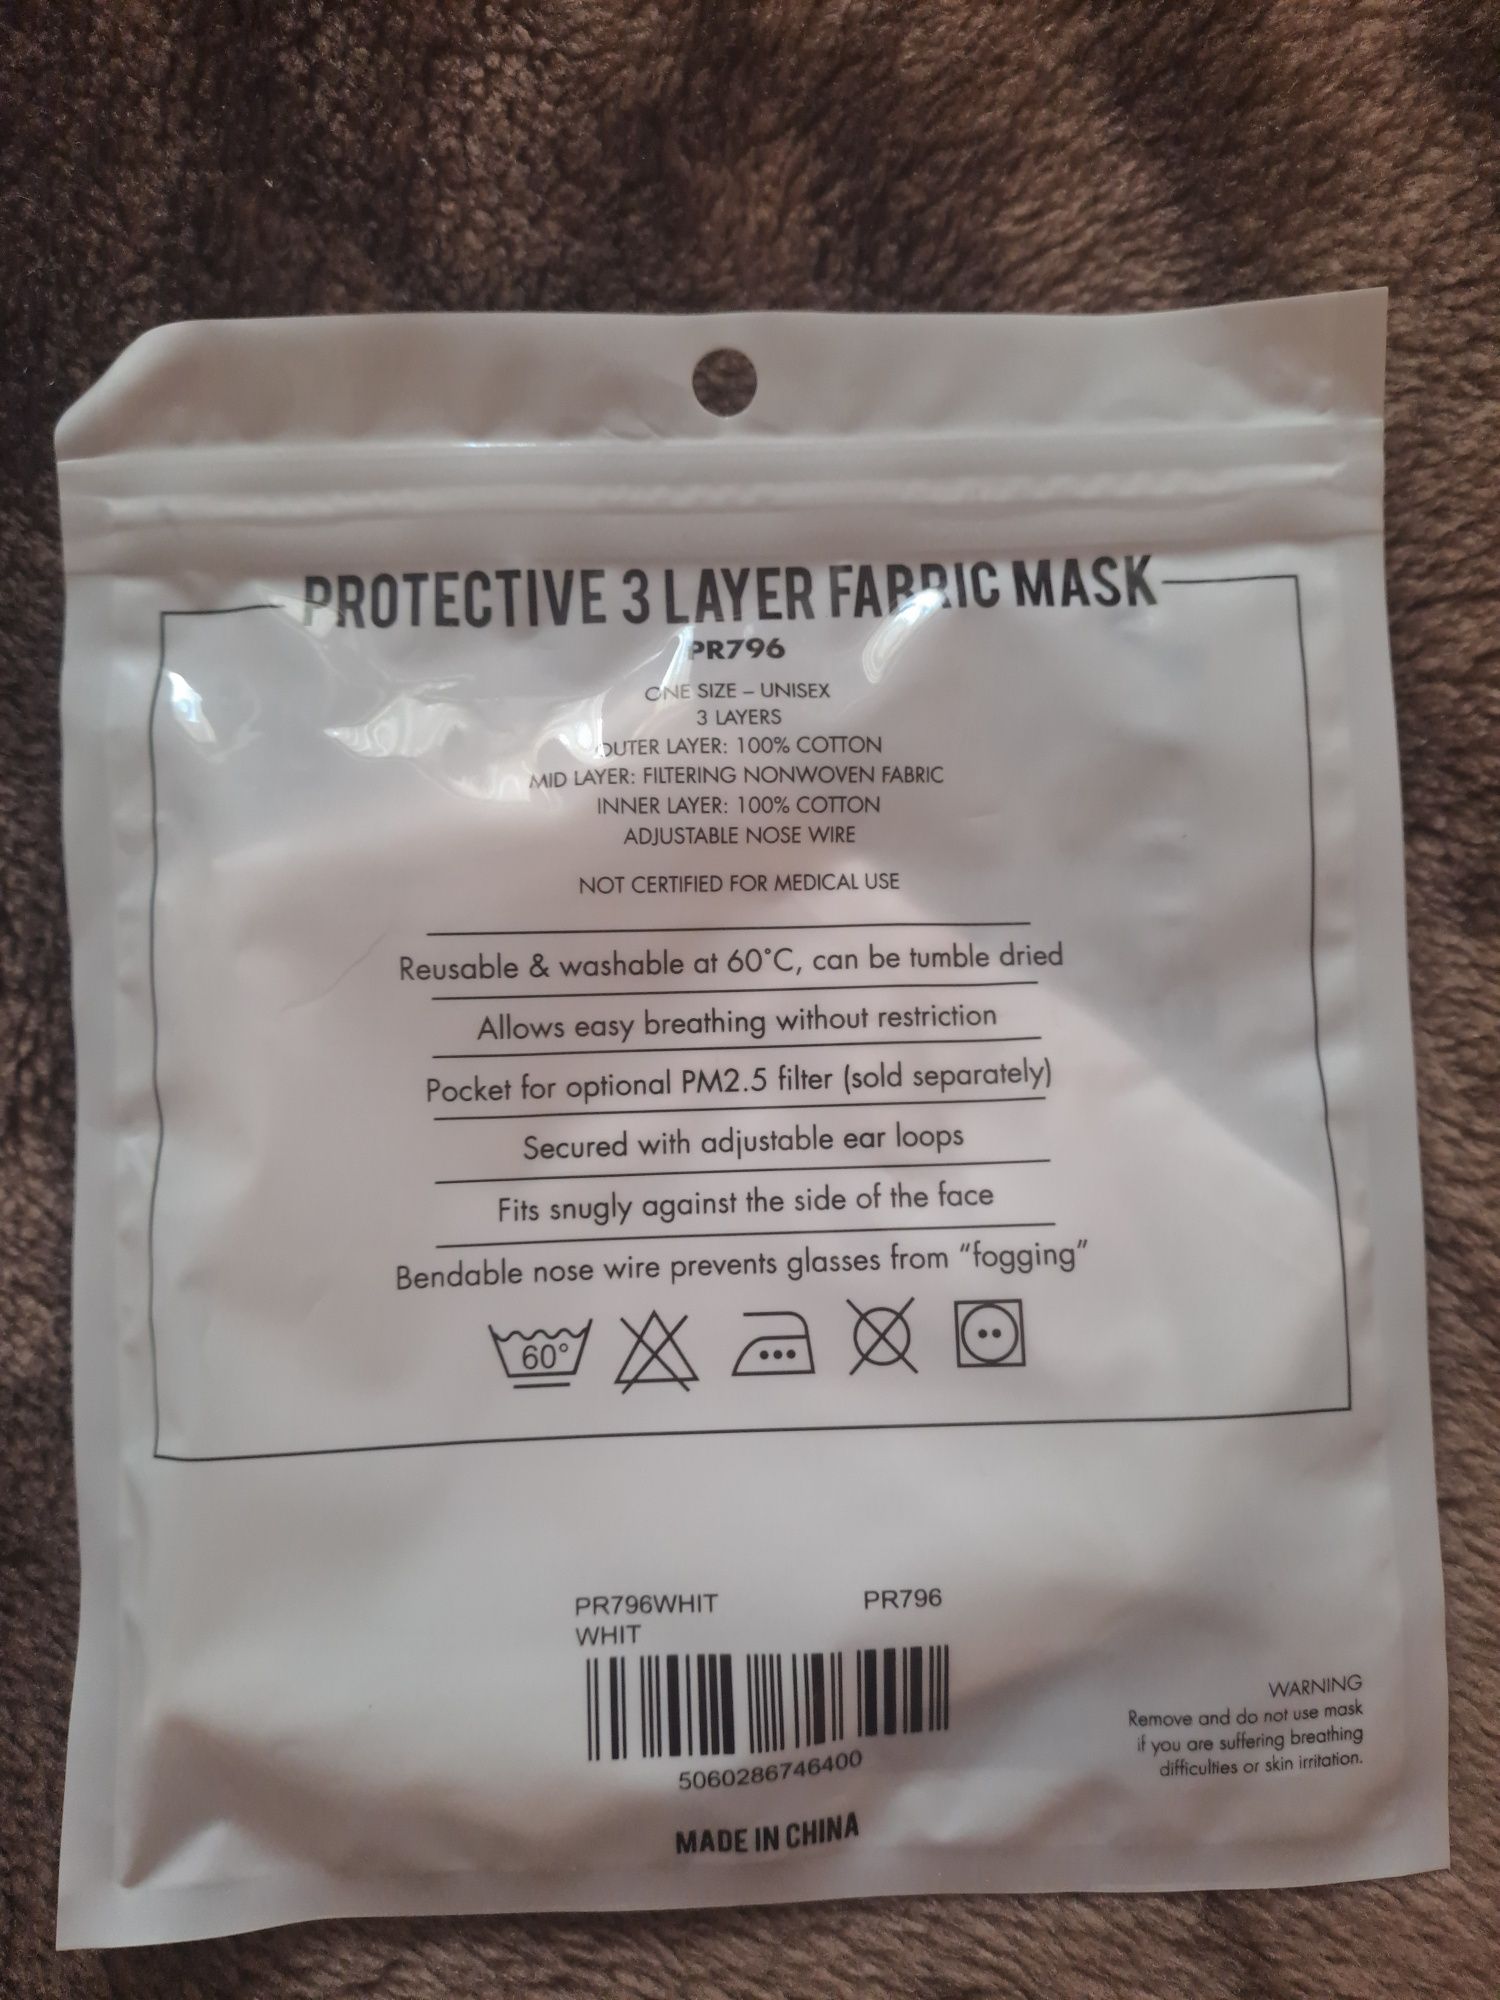 PROTECTIVE 3 LAYER FABRIC MASK
PR796
ONE SIZE – UNISEX
3 LAYERS
OUTER LAYER: 100% COTTON
MID LAYER: FILTERING NONWOVEN FABRIC
INNER LAYER: 100% COTTON
ADJUSTABLE NOSE WIRE
NOT CERTIFIED FOR MEDICAL USE
Reusable & washable at 60°C, can be tumble dried
Allows easy breathing without restriction
Pocket for optional PM2.5 filter (sold separately)
Secured with adjustable ear loops
Fits snugly against the side of the face
Bendable nose wire prevents glasses from “fogging”
60°
PR796WHIT PR796
WHIT
5060286746400
MADE IN CHINA
WARNING
Remove and do not use mask
if you are suffering breathing
difficulties or skin irritation.